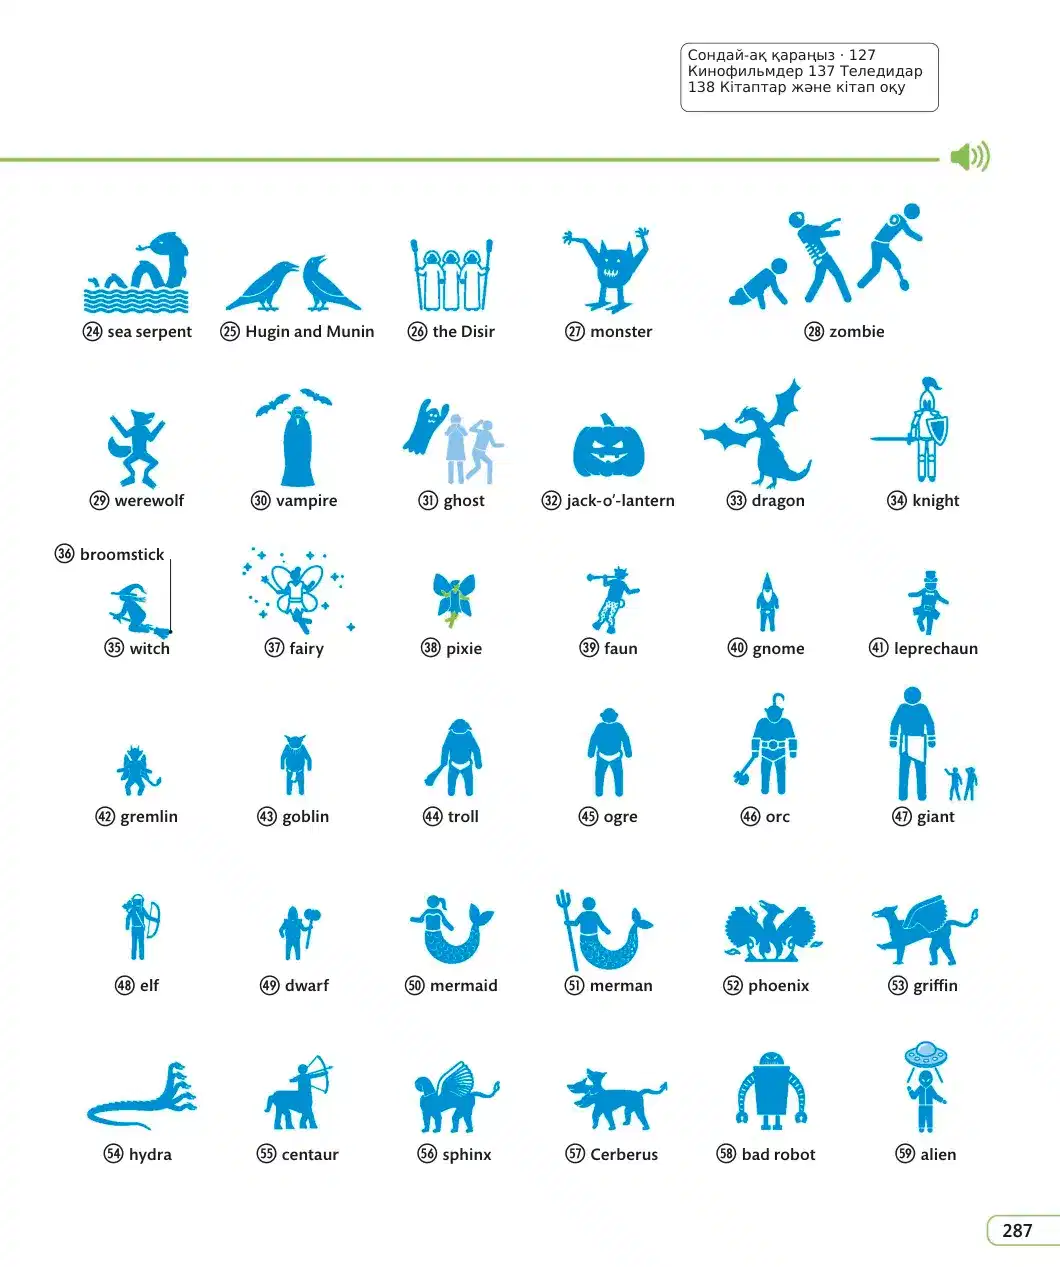 Сондай-ақ қараңыз · 127
Кинофильмдер 137 Теледидар
138 Кітаптар және кітап оқу
24 sea serpent
25 Hugin and Munin
26 the Disir
27 monster
28 zombie
29 werewolf
30 vampire
31 ghost
32 jack-o’-lantern
33 dragon
34 knight
36 broomstick
35 witch
37 fairy
38 pixie
39 faun
40 gnome
41 leprechaun
42 gremlin
43 goblin
44 troll
45 ogre
46 orc
47 giant
48 elf
49 dwarf
50 mermaid
51 merman
52 phoenix
53 griffin
54 hydra
55 centaur
56 sphinx
57 Cerberus
58 bad robot
59 alien
287